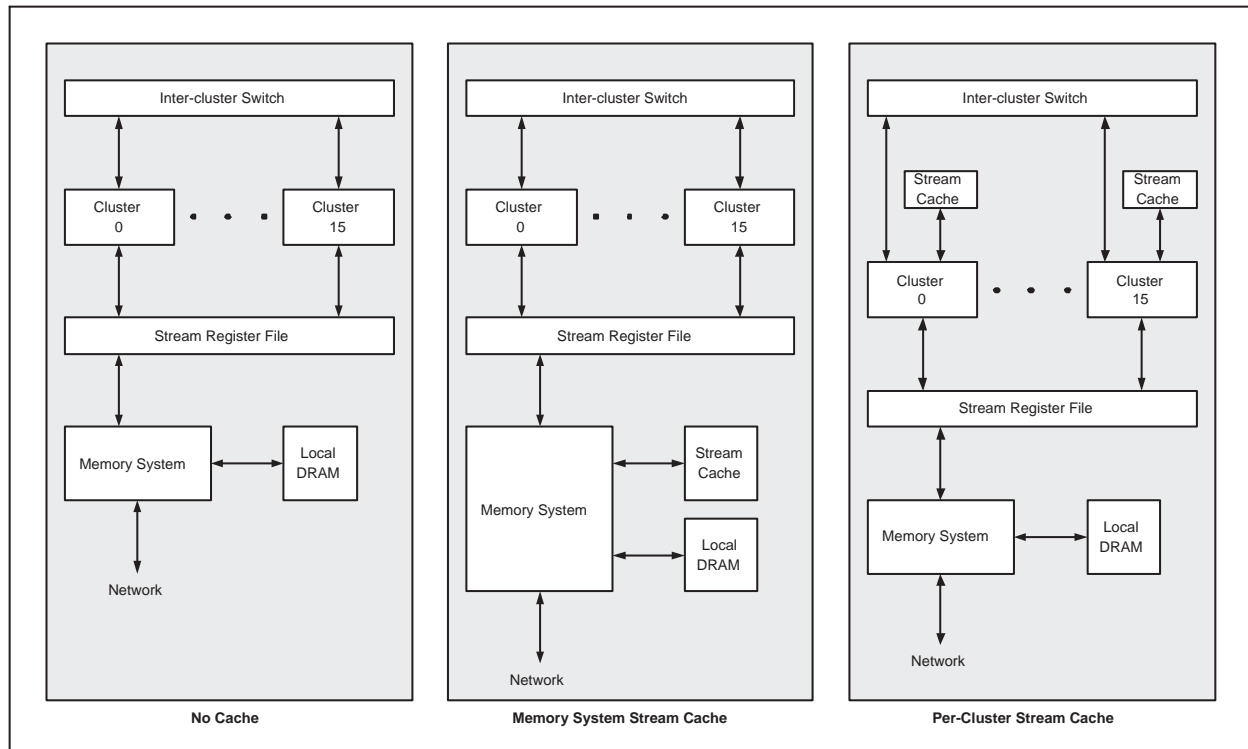 Inter-cluster Switch
Cluster
0
Cluster
15
Stream Register File
Memory System
Local
DRAM
Network
No Cache
Inter-cluster Switch
Cluster
0
Cluster
15
Stream Register File
Memory System
Stream
Cache
Local
DRAM
Network
Memory System Stream Cache
Inter-cluster Switch
Stream
Cache
Stream
Cache
Cluster
0
Cluster
15
Stream Register File
Memory System
Local
DRAM
Network
Per-Cluster Stream Cache